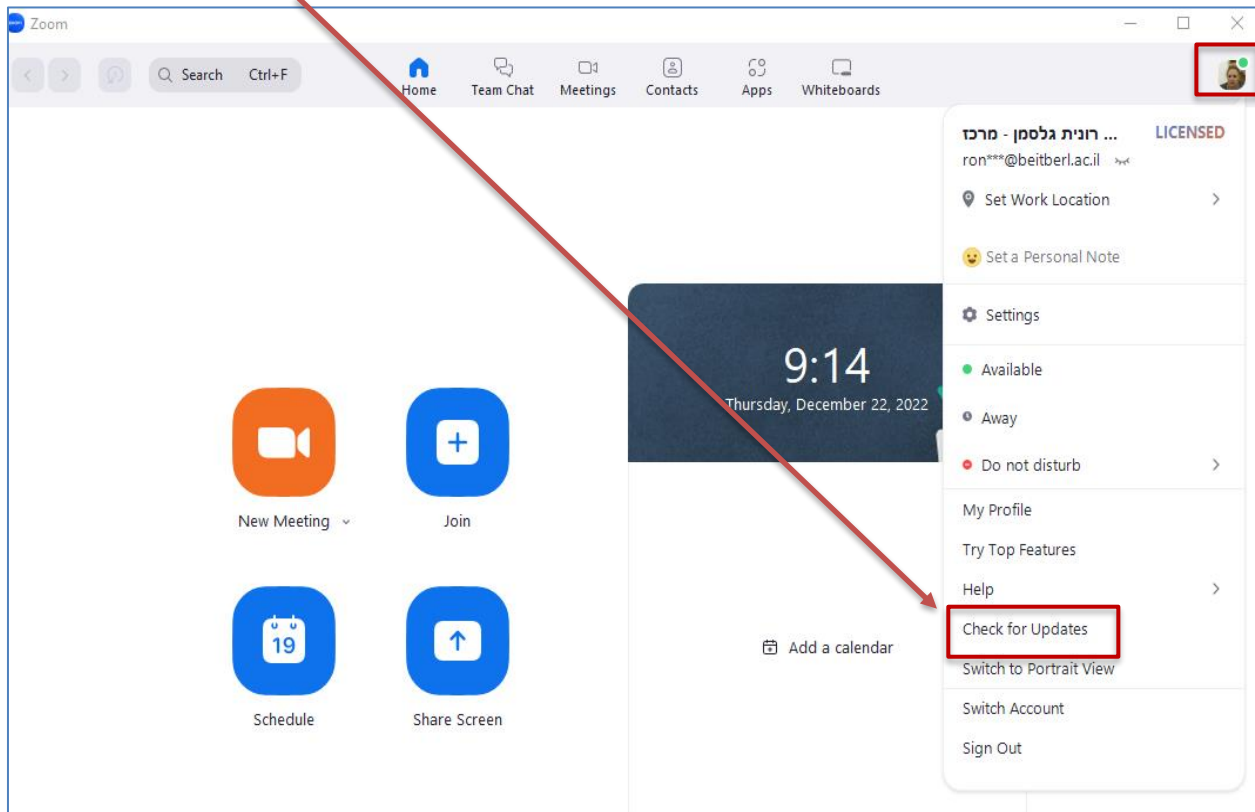 Zoom
Search Ctrl+F
Home Team Chat Meetings Contacts Apps Whiteboards
רונית גלסמן - מרכז ... LICENSED
ron***@beitberl.ac.il
Set Work Location
Set a Personal Note
Settings
9:14
Thursday, December 22, 2022
Available
Away
Do not disturb
New Meeting Join
My Profile
Try Top Features
Help
Check for Updates
19
Add a calendar
Switch to Portrait View
Schedule Share Screen
Switch Account
Sign Out